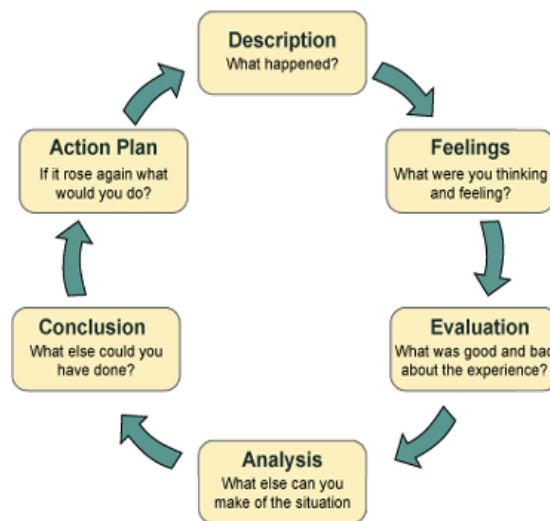 Description
What happened?
Feelings
What were you thinking
and feeling?
Evaluation
What was good and bad
about the experience?
Analysis
What else can you
make of the situation
Conclusion
What else could you
have done?
Action Plan
If it rose again what
would you do?